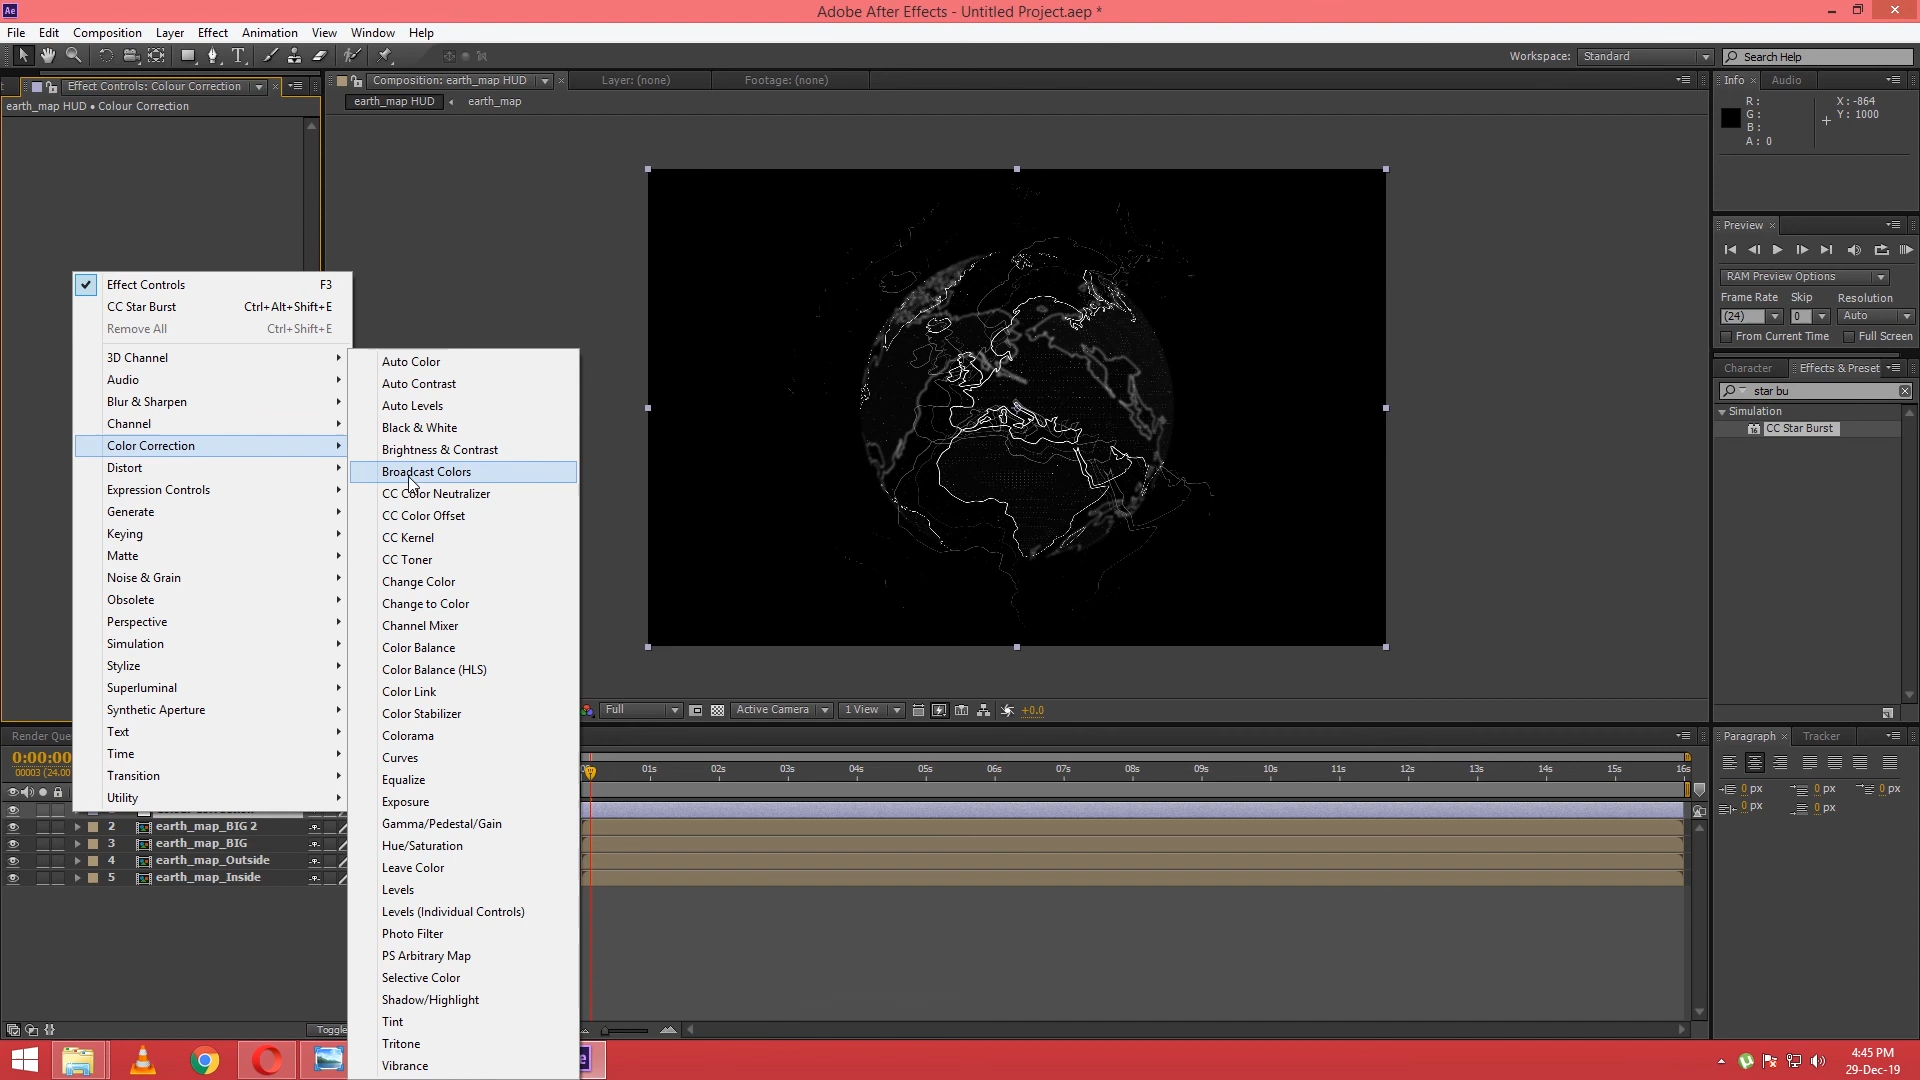 Ae
Adobe After Effects - Untitled Project.aep *
File Edit Composition Layer Effect Animation View Window Help
T
Workspace: Standard
Search Help
Effect Controls: Colour Correction
Composition: earth_map HUD
Layer: (none)
Footage: (none)
Info
Audio
earth_map HUD • Colour Correction
earth_map HUD
earth_map
R:
G:
B:
A: 0
X: -864
Y: 1000
Preview
RAM Preview Options
Frame Rate Skip Resolution
(24) 0 Auto
From Current Time Full Screen
Character
Effects & Preset
star bu
Simulation
16 CC Star Burst
Effect Controls F3
CC Star Burst Ctrl+Alt+Shift+E
Remove All Ctrl+Shift+E
3D Channel
Audio
Blur & Sharpen
Channel
Color Correction
Distort
Expression Controls
Generate
Keying
Matte
Noise & Grain
Obsolete
Perspective
Simulation
Stylize
Superluminal
Synthetic Aperture
Text
Time
Transition
Utility
Auto Color
Auto Contrast
Auto Levels
Black & White
Brightness & Contrast
Broadcast Colors
CC Color Neutralizer
CC Color Offset
CC Kernel
CC Toner
Change Color
Change to Color
Channel Mixer
Color Balance
Color Balance (HLS)
Color Link
Color Stabilizer
Colorama
Curves
Equalize
Exposure
Gamma/Pedestal/Gain
Hue/Saturation
Leave Color
Levels
Levels (Individual Controls)
Photo Filter
PS Arbitrary Map
Selective Color
Shadow/Highlight
Tint
Tritone
Vibrance
Full
Active Camera
1 View
+0.0
Render Que
0:00:00
00003 (24.00
01s 02s 03s 04s 05s 06s 07s 08s 09s 10s 11s 12s 13s 14s 15s 16s
2 earth_map_BIG 2
3 earth_map_BIG
4 earth_map_Outside
5 earth_map_Inside
Toggle
Paragraph
Tracker
0 px 0 px 0 px
0 px 0 px
4:45 PM
29-Dec-19